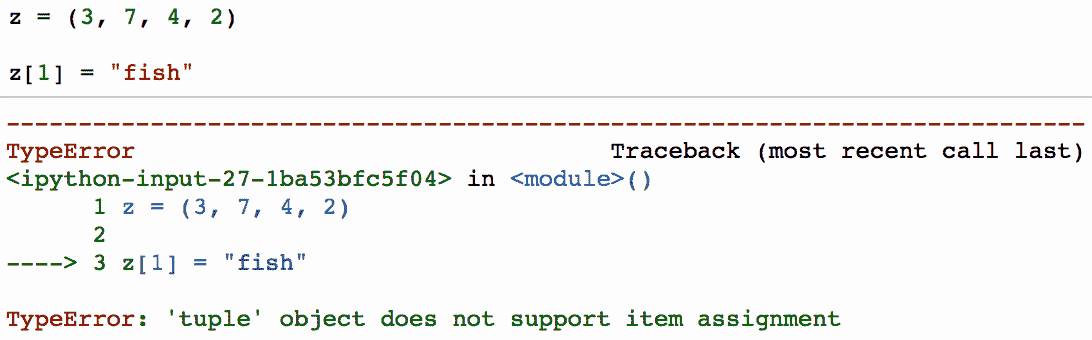 z = (3, 7, 4, 2)
z[1] = "fish"
---------------------------------------------------------------------------
TypeError                                 Traceback (most recent call last)
<ipython-input-27-1ba53bfc5f04> in <module>()
      1 z = (3, 7, 4, 2)
      2
----> 3 z[1] = "fish"
TypeError: 'tuple' object does not support item assignment